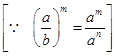 [∵ (a/b)^m = a^m/a^n]